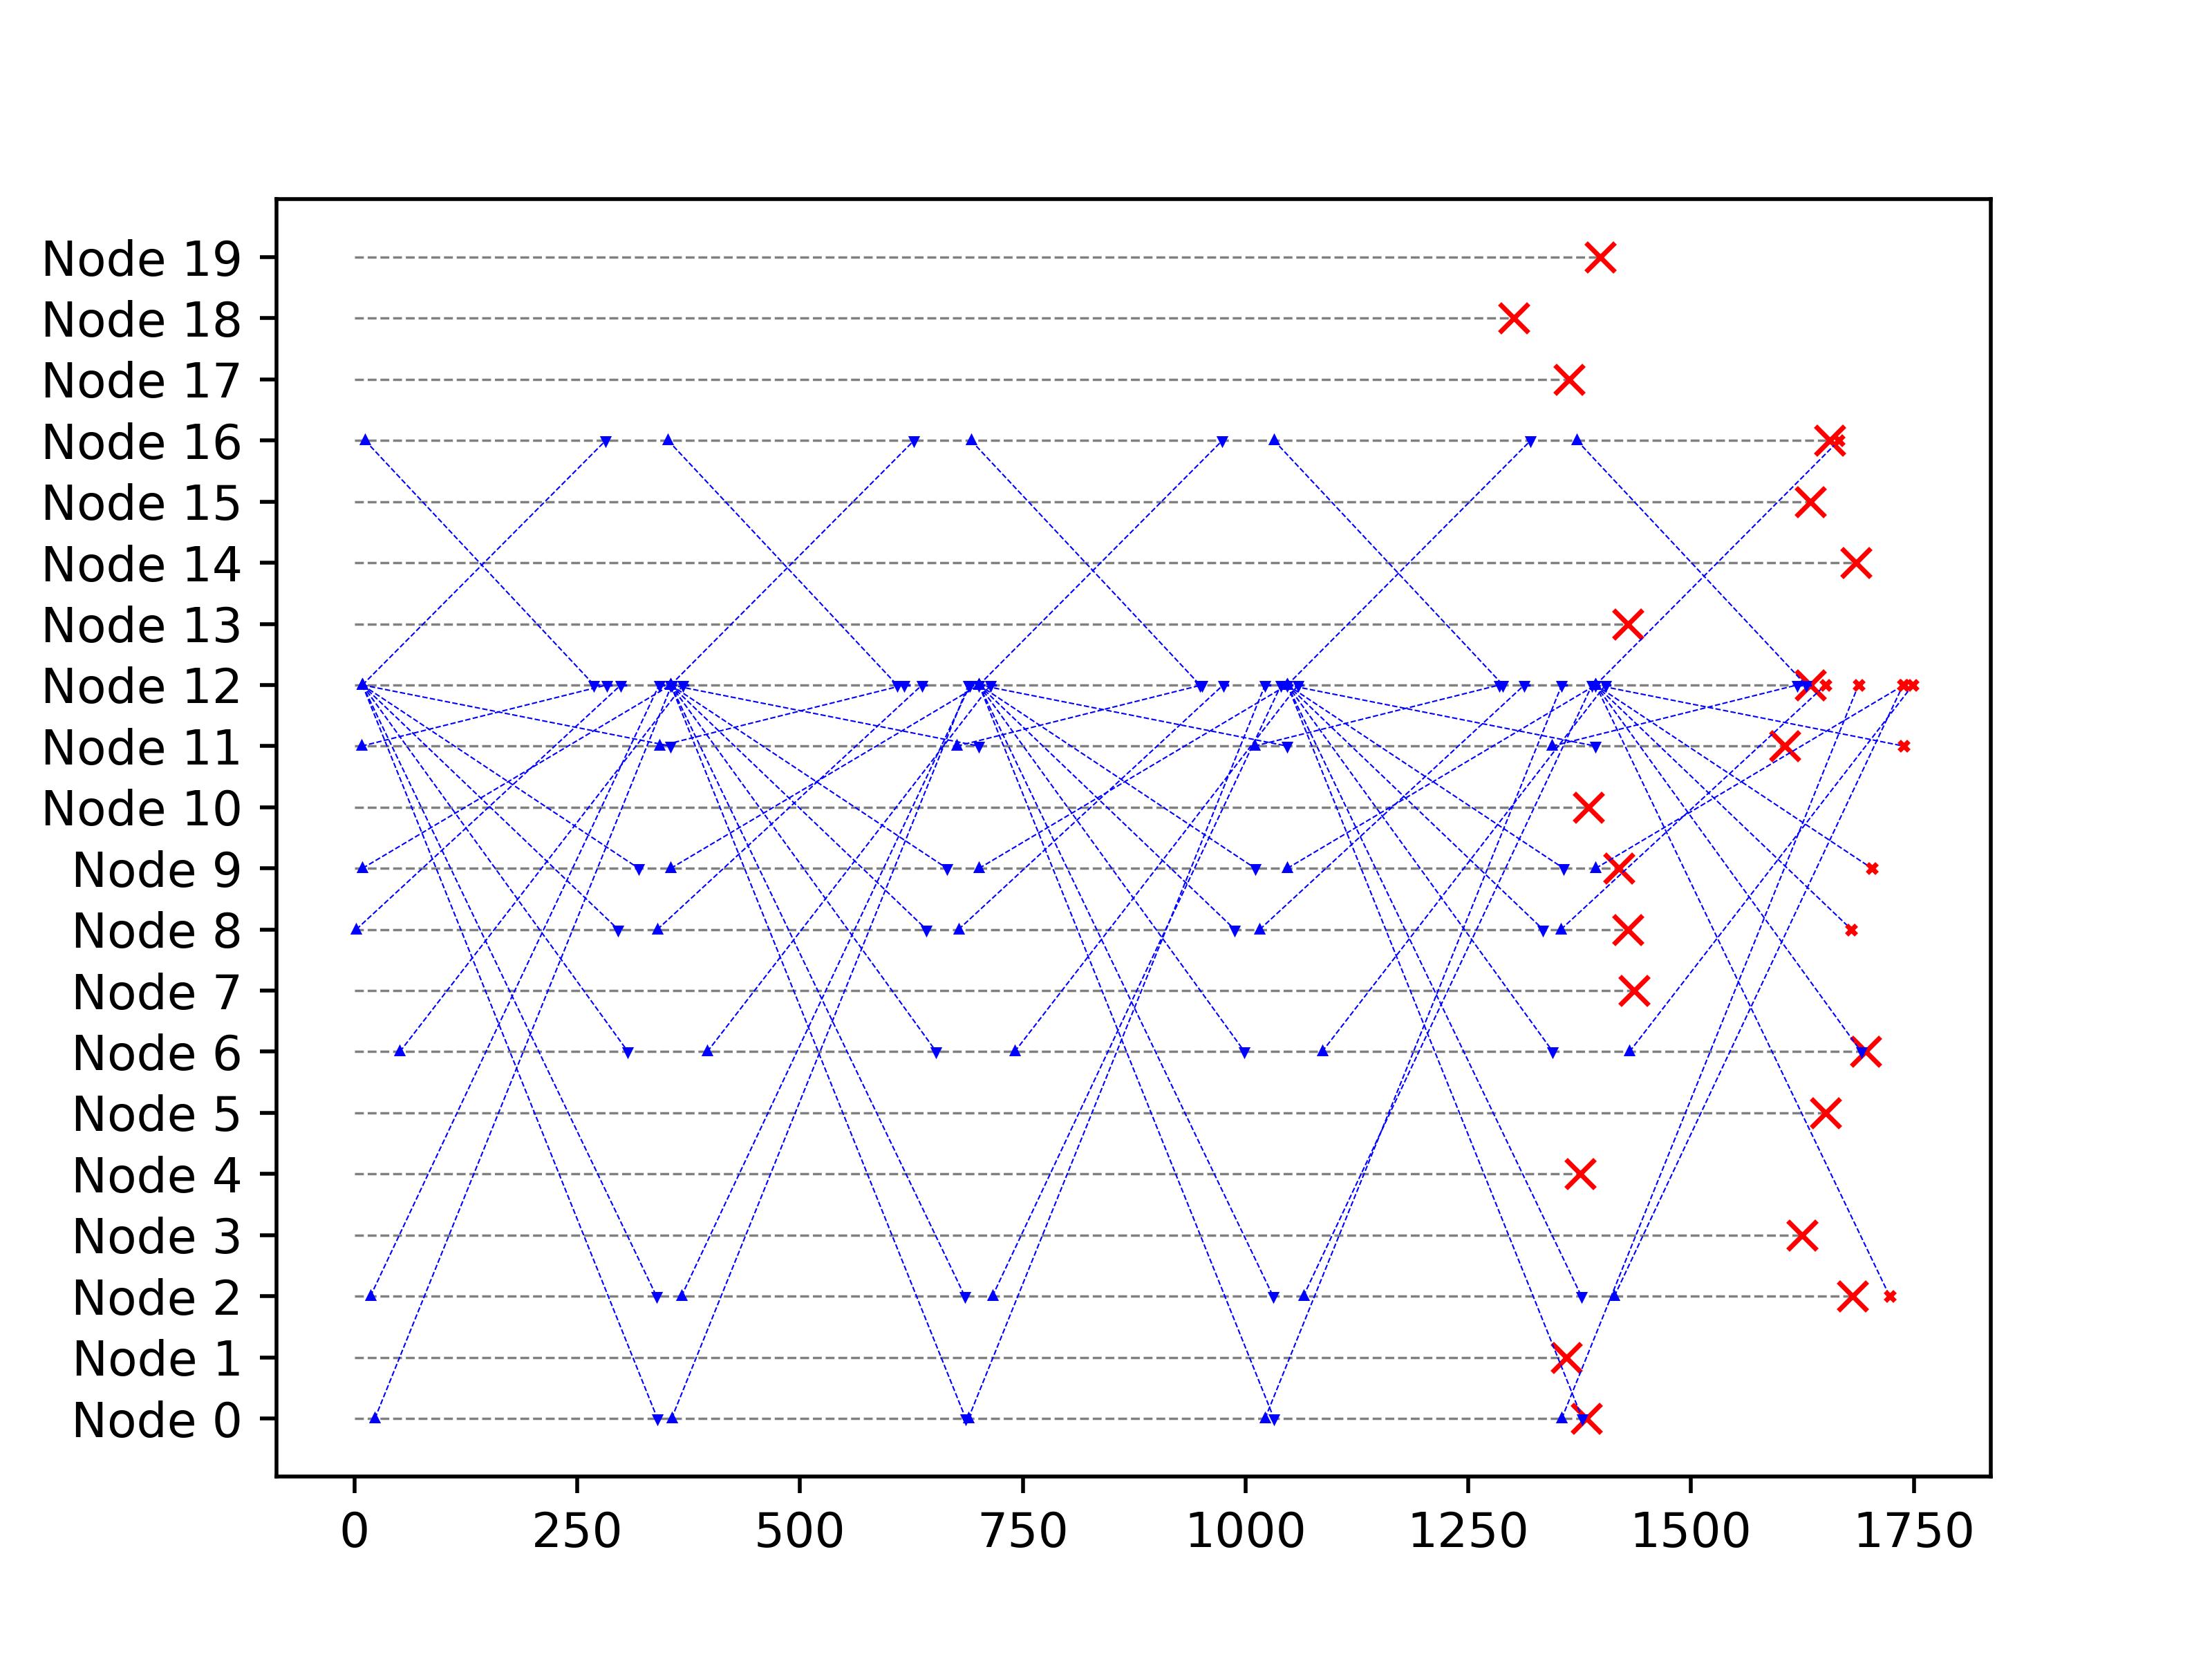 Node 19
Node 18
Node 17
Node 16
Node 15
Node 14
Node 13
Node 12
Node 11
Node 10
Node 9
Node 8
Node 7
Node 6
Node 5
Node 4
Node 3
Node 2
Node 1
Node 0
0 250 500 750 1000 1250 1500 1750